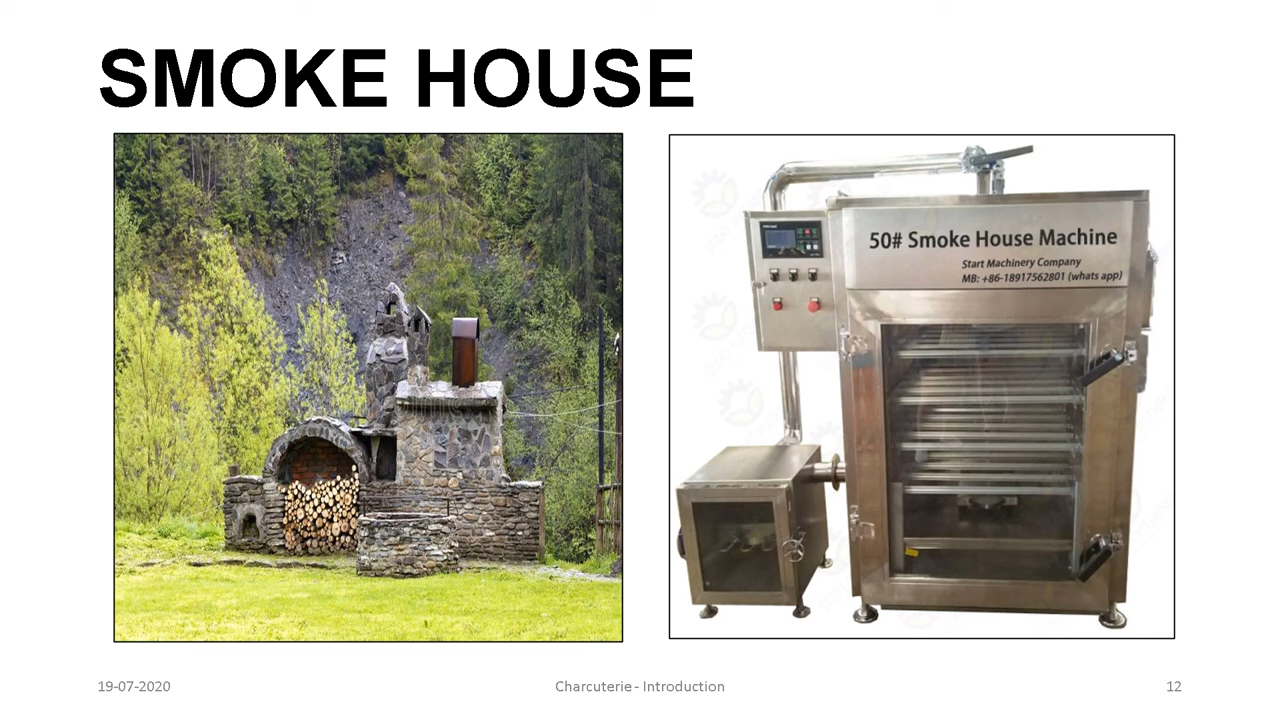 SMOKE HOUSE
50# Smoke House Machine
Start Machinery Company
MB: +86-18917562801 (whats app)
19-07-2020
Charcuterie - Introduction
12